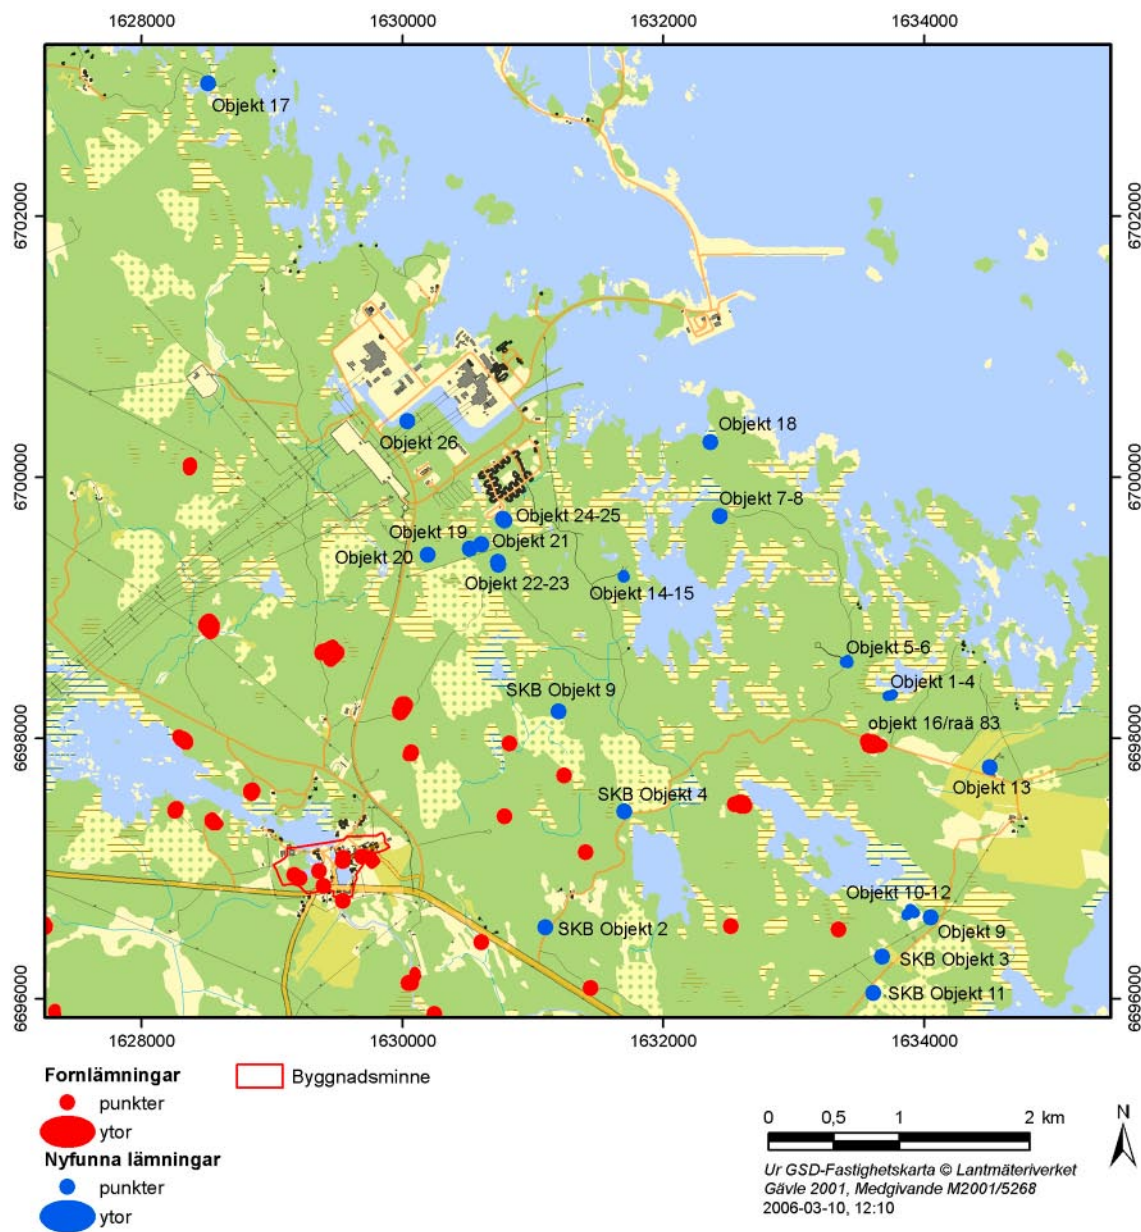 1628000
1630000
1632000
1634000
Objekt 17
6702000
6702000
Objekt 18
Objekt 26
6700000
6700000
Objekt 7-8
Objekt 24-25
Objekt 19
Objekt 21
Objekt 20
Objekt 22-23
Objekt 14-15
Objekt 5-6
Objekt 1-4
SKB Objekt 9
objekt 16/raä 83
6698000
6698000
Objekt 13
SKB Objekt 4
Objekt 10-12
Objekt 9
SKB Objekt 2
SKB Objekt 3
SKB Objekt 11
6696000
6696000
1628000
1630000
1632000
1634000
Fornlämningar
punkter
ytor
Nyfunna lämningar
punkter
ytor
Byggnadsminne
0 0,5 1 2 km
N
Ur GSD-Fastighetskarta © Lantmäteriverket
Gävle 2001, Medgivande M2001/5268
2006-03-10, 12:10